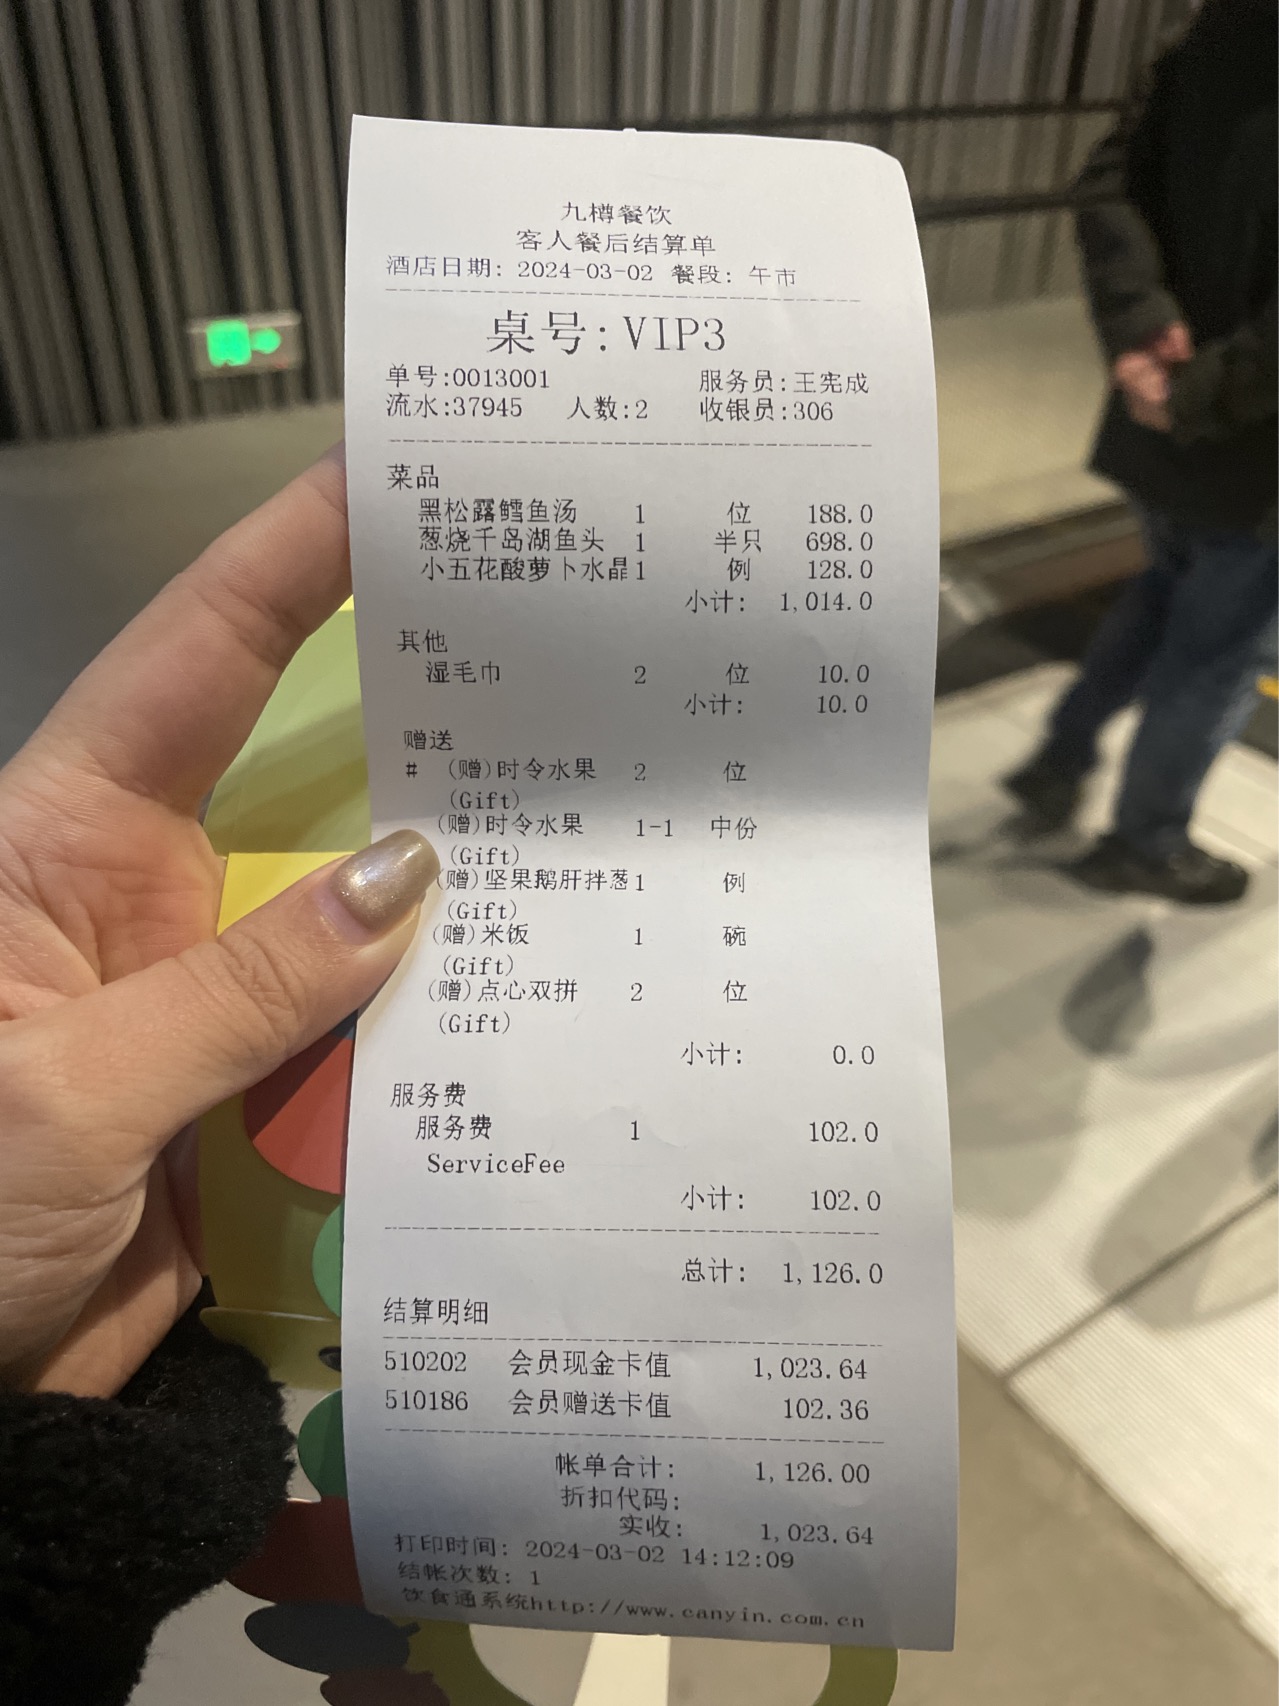 九樽餐饮
客人餐后结算单
酒店日期: 2024-03-02 餐段: 午市
桌号:VIP3
单号:0013001 服务员:王宪成
流水:37945 人数:2 收银员:306
菜品
黑松露鳕鱼汤 1 位 188.0
葱烧千岛湖鱼头 1 半只 698.0
小五花酸萝卜水晶 1 例 128.0
小计: 1,014.0
其他
湿毛巾 2 位 10.0
小计: 10.0
赠送
# (赠)时令水果 2 位
(Gift)
(赠)时令水果 1-1 中份
(Gift)
(赠)坚果鹅肝拌葱 1 例
(Gift)
(赠)米饭 1 碗
(Gift)
(赠)点心双拼 2 位
(Gift)
小计: 0.0
服务费
服务费 1 102.0
ServiceFee
小计: 102.0
总计: 1,126.0
结算明细
510202 会员现金卡值 1,023.64
510186 会员赠送卡值 102.36
帐单合计: 1,126.00
折扣代码:
实收: 1,023.64
打印时间: 2024-03-02 14:12:09
结帐次数: 1
饮食通系统http://www.canyin.com.cn